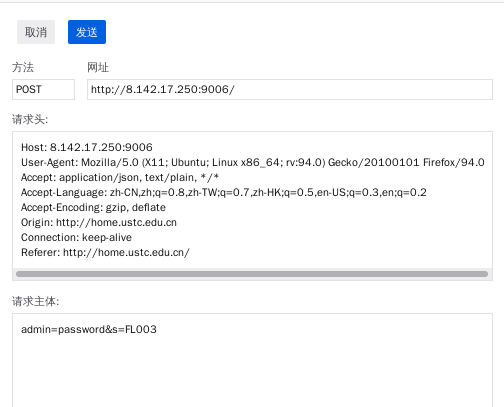 取消 发送
方法 网址
POST http://8.142.17.250:9006/
请求头:
Host: 8.142.17.250:9006
User-Agent: Mozilla/5.0 (X11; Ubuntu; Linux x86_64; rv:94.0) Gecko/20100101 Firefox/94.0
Accept: application/json, text/plain, */*
Accept-Language: zh-CN,zh;q=0.8,zh-TW;q=0.7,zh-HK;q=0.5,en-US;q=0.3,en;q=0.2
Accept-Encoding: gzip, deflate
Origin: http://home.ustc.edu.cn
Connection: keep-alive
Referer: http://home.ustc.edu.cn/
请求主体:
admin=password&s=FL003